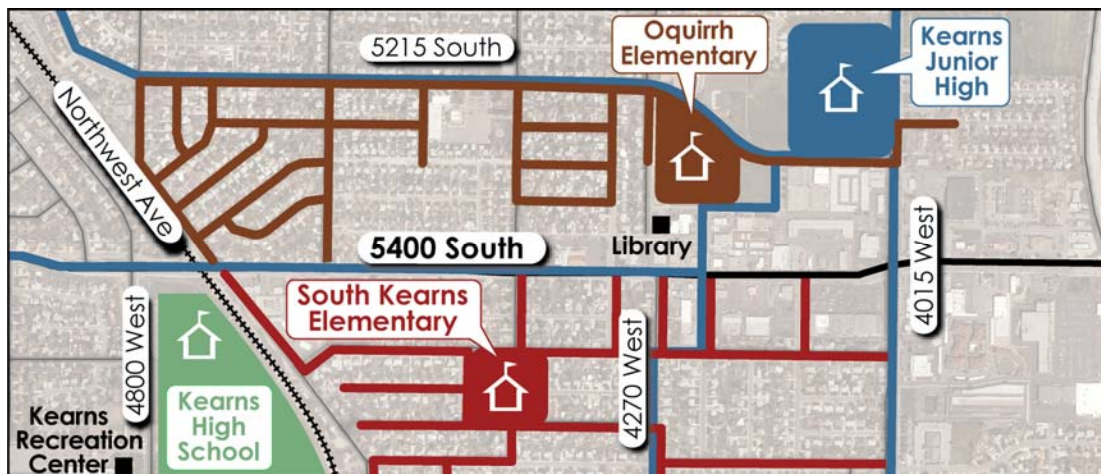 5215 South
Oquirrh
Elementary
Kearns
Junior
High
Northwest Ave
Library
5400 South
4015 West
South Kearns
Elementary
4800 West
4270 West
Kearns
High
School
Kearns
Recreation
Center